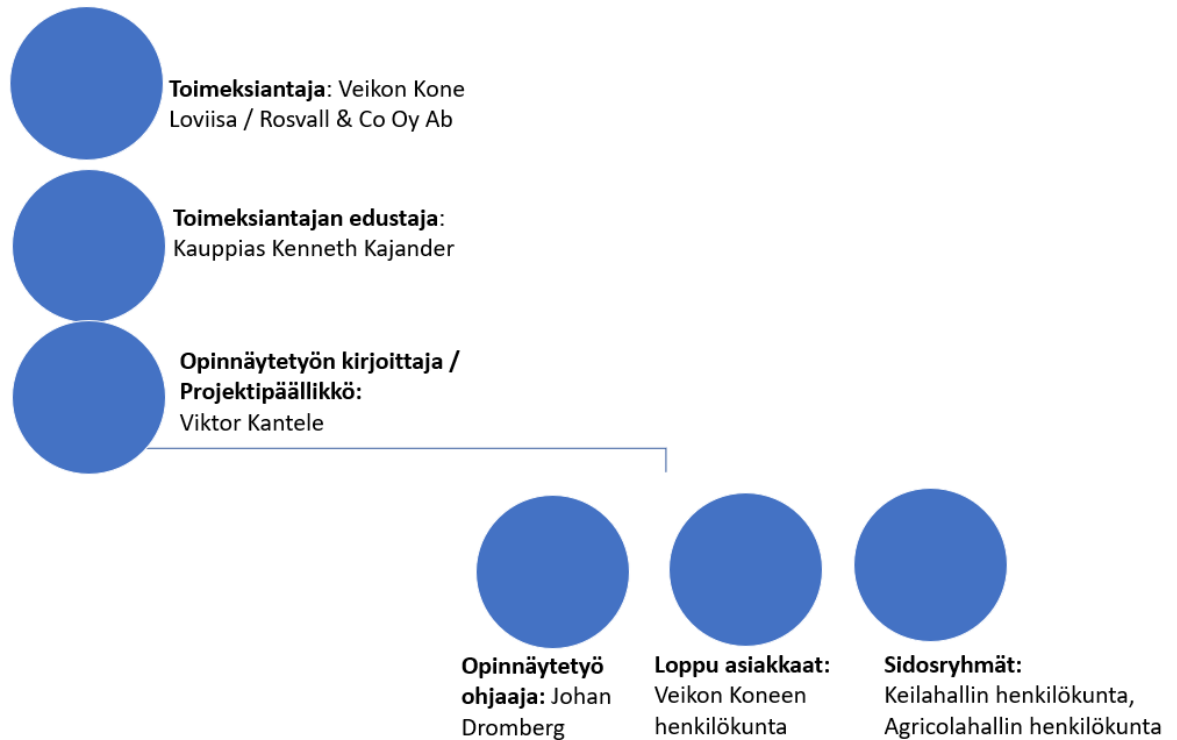 Toimeksiantaja: Veikon Kone
Loviisa / Rosvall & Co Oy Ab
Toimeksiantajan edustaja:
Kauppias Kenneth Kajander
Opinnäytetyön kirjoittaja /
Projektipäällikkö:
Viktor Kantele
Opinnäytetyö
ohjaaja: Johan
Dromberg
Loppu asiakkaat:
Veikon Koneen
henkilökunta
Sidosryhmät:
Keilahallin henkilökunta,
Agricolahallin henkilökunta